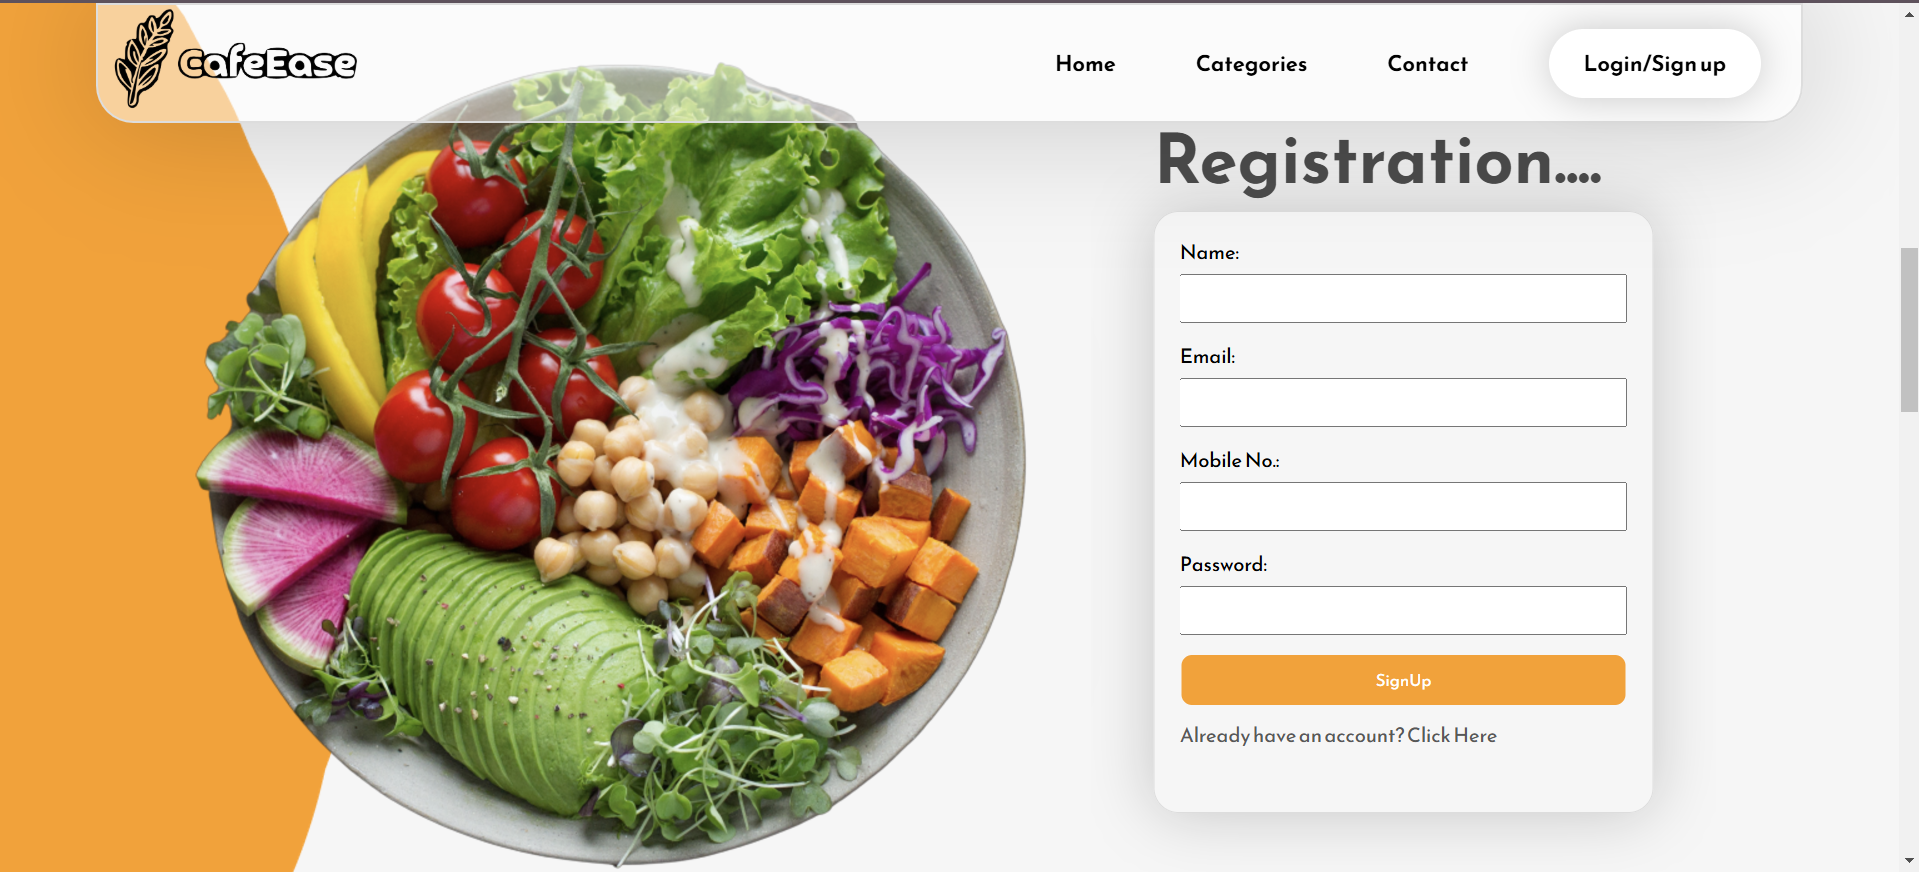 CafeEase
Home Categories Contact Login/Sign up
Registration....
Name:
Email:
Mobile No.:
Password:
SignUp
Already have an account? Click Here